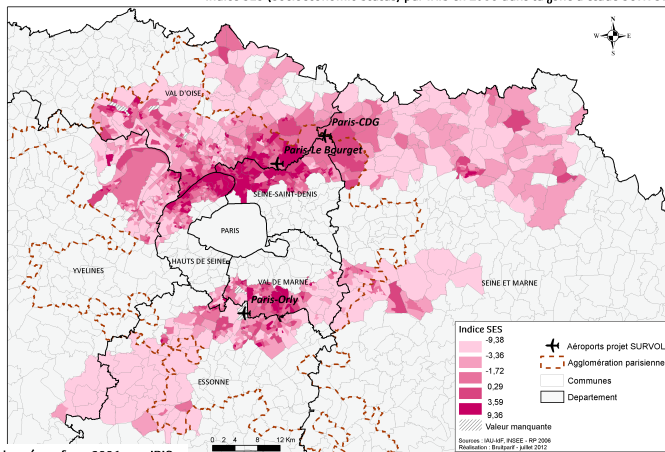 N
W E
S
VAL D'OISE
Paris-CDG
Paris/Le Bourget
SEINE-SAINT-DENIS
PARIS
HAUTS DE SEINE
YVELINES
VAL DE MARNE
SEINE ET MARNE
Paris-Orly
ESSONNE
Indice SES
-9,38
-3,36
-1,72
0,29
3,59
9,36
Valeur manquante
Aéroports projet SURVOL
Agglomération parisienne
Communes
Departement
Sources : IAU-IdF, INSEE - RP 2006
Réalisation : Bruitparif - juillet 2012
0 2 4 8 12 Km